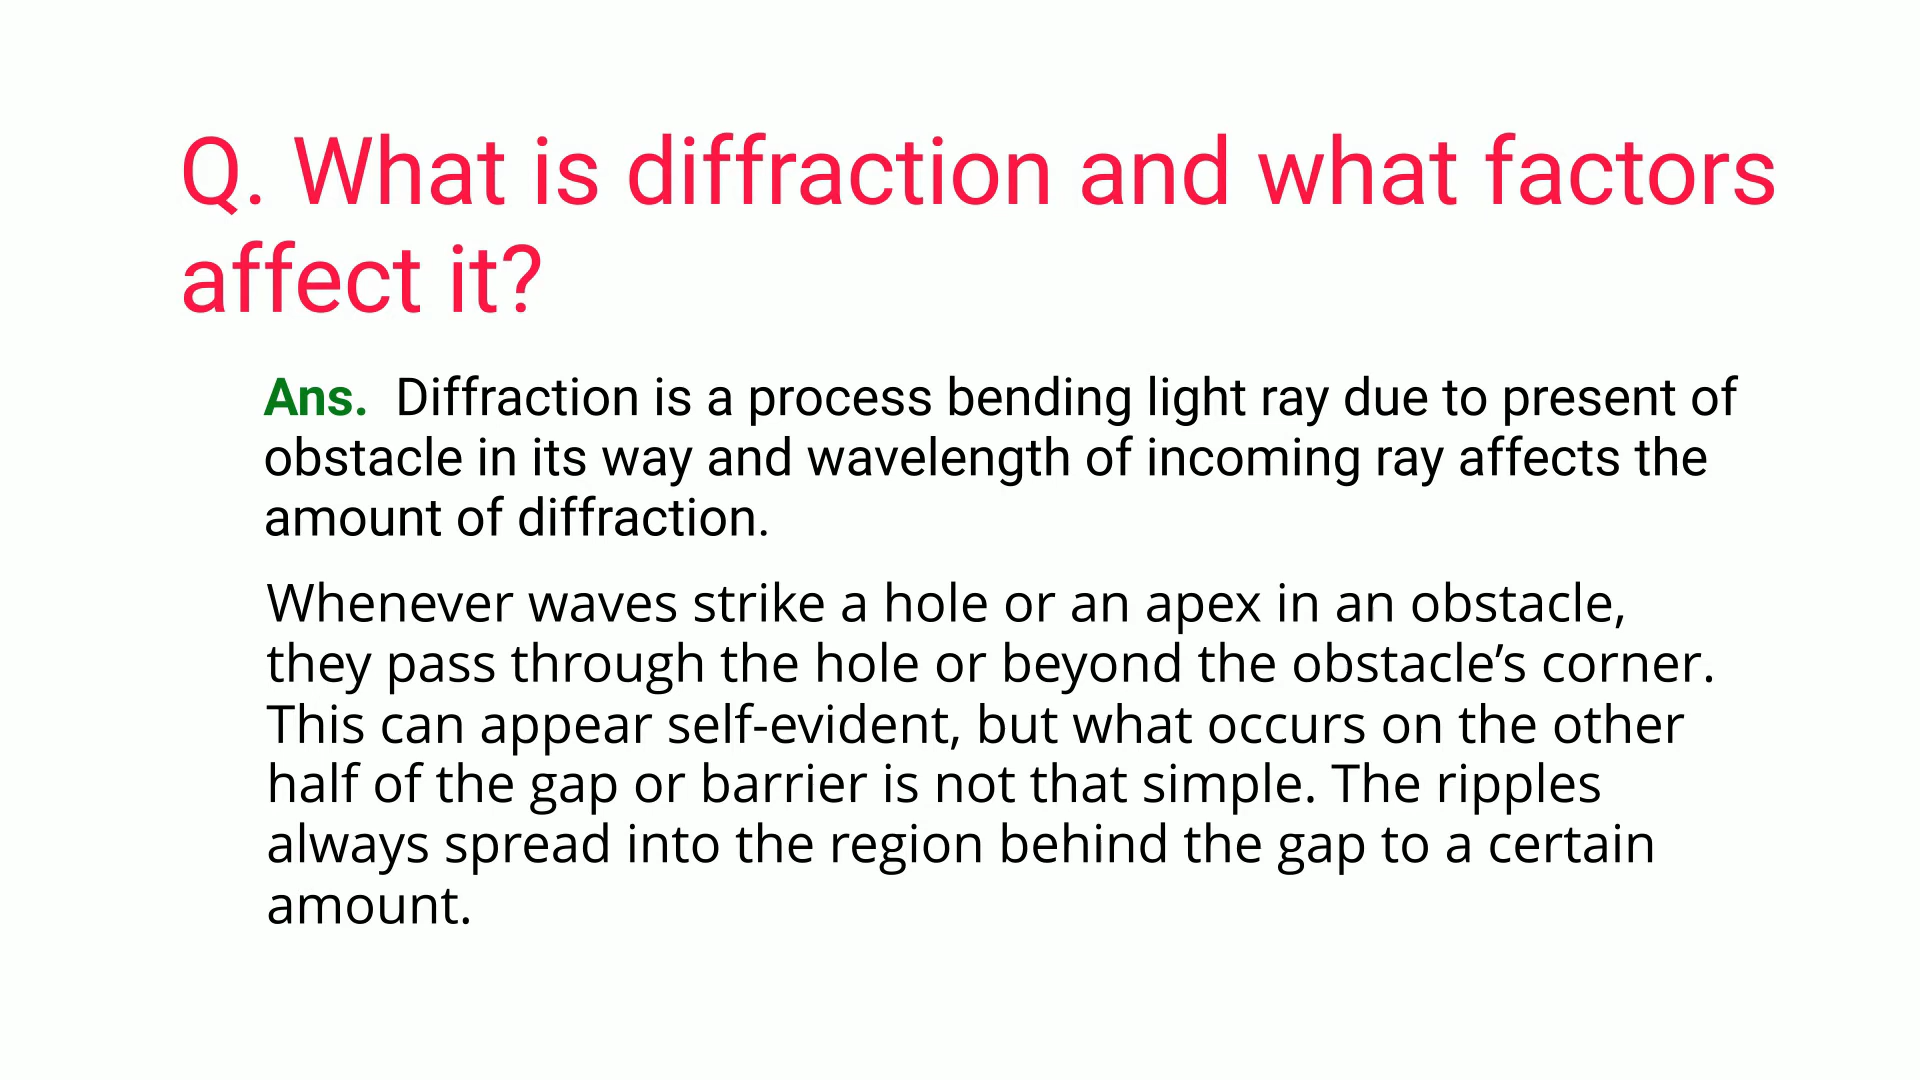 Q. What is diffraction and what factors
affect it?
Ans. Diffraction is a process bending light ray due to present of
obstacle in its way and wavelength of incoming ray affects the
amount of diffraction.
Whenever waves strike a hole or an apex in an obstacle,
they pass through the hole or beyond the obstacle’s corner.
This can appear self-evident, but what occurs on the other
half of the gap or barrier is not that simple. The ripples
always spread into the region behind the gap to a certain
amount.